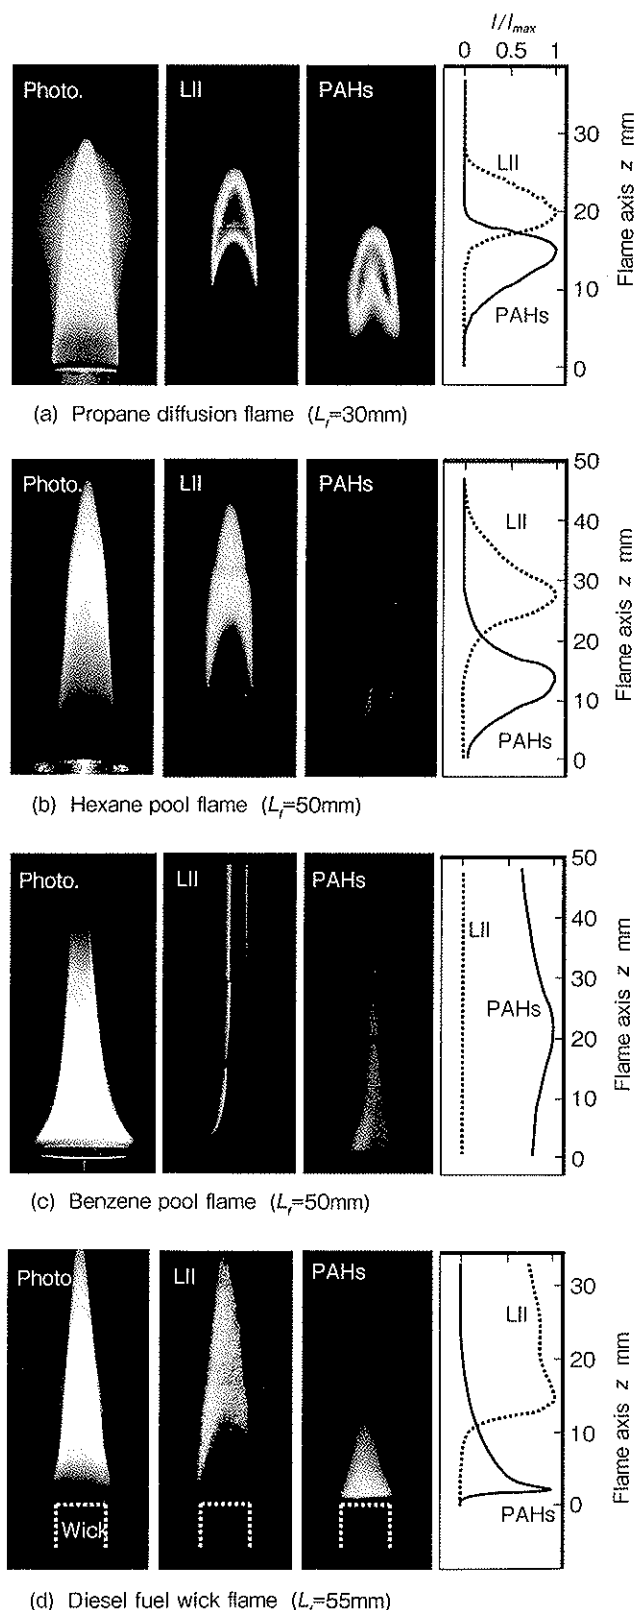 I/Imax
0 0.5 1
Photo.
LII
PAHs
LII
PAHs
30
20
10
0
Flame axis z mm
(a) Propane diffusion flame (Lf=30mm)
Photo.
LII
PAHs
LII
PAHs
50
40
30
20
10
0
Flame axis z mm
(b) Hexane pool flame (Lf=50mm)
Photo.
LII
PAHs
LII
PAHs
50
40
30
20
10
0
Flame axis z mm
(c) Benzene pool flame (Lf=50mm)
Photo.
LII
PAHs
Wick
LII
PAHs
30
20
10
0
Flame axis z mm
(d) Diesel fuel wick flame (Lf=55mm)